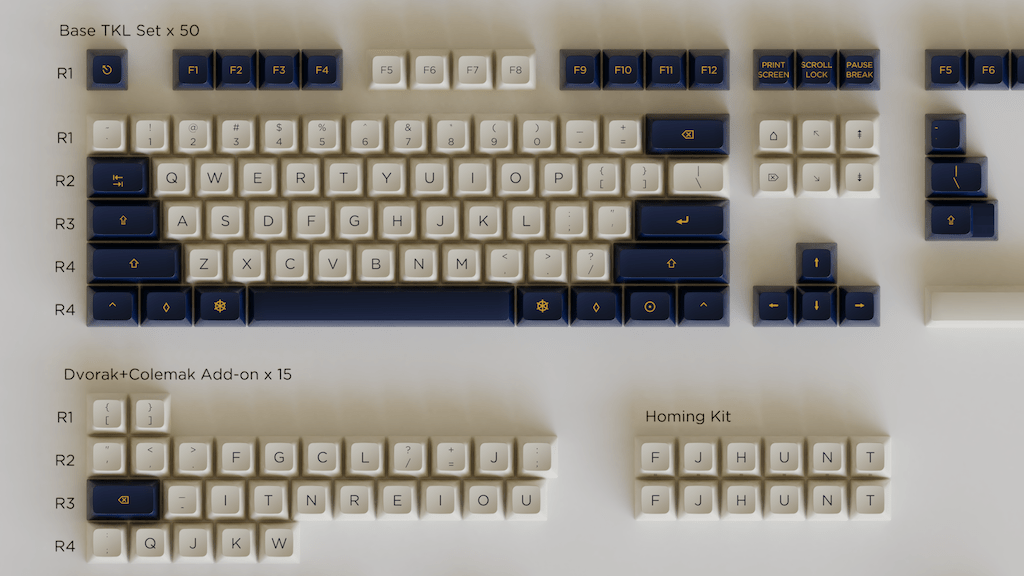 Base TKL Set x 50
R1 F1 F2 F3 F4 F5 F6 F7 F8 F9 F10 F11 F12 PRINT SCREEN SCROLL LOCK PAUSE BREAK F5 F6
R1 ~ ` ! 1 @ 2 # 3 $ 4 % 5 ^ 6 & 7 * 8 ( 9 ) 0 _ - + =
R2 Q W E R T Y U I O P { [ } ] | \ | \
R3 A S D F G H J K L : ; " '
R4 Z X C V B N M < , > . ? /
R4
Dvorak+Colemak Add-on x 15
R1 { [ } ]
Homing Kit
R2 " ' < , > . F G C L ? / + = J : ;
F J H U N T
R3 _ - I T N R E I O U
F J H U N T
R4 : ; Q J K W